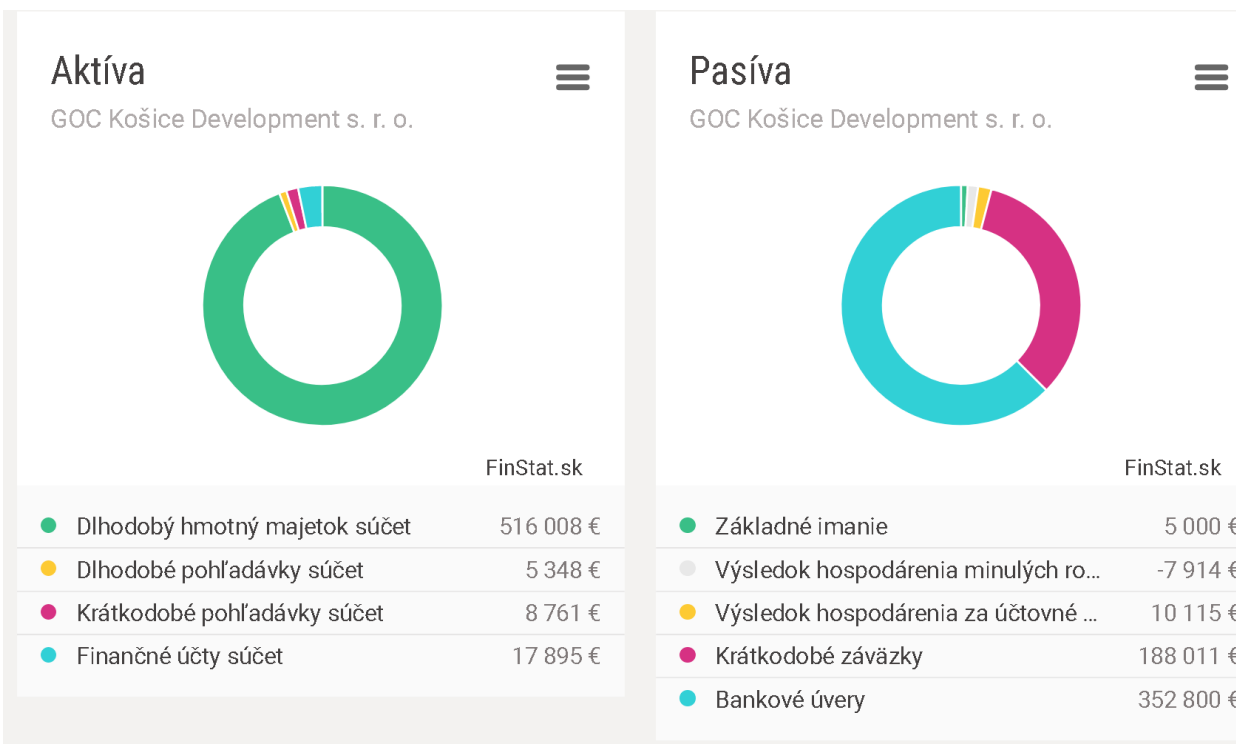 Aktíva
GOC Košice Development s. r. o.
FinStat.sk
Dlhodobý hmotný majetok súčet 516 008 €
Dlhodobé pohľadávky súčet 5 348 €
Krátkodobé pohľadávky súčet 8 761 €
Finančné účty súčet 17 895 €
Pasíva
GOC Košice Development s. r. o.
FinStat.sk
Základné imanie 5 000 €
Výsledok hospodárenia minulých ro... -7 914 €
Výsledok hospodárenia za účtovné ... 10 115 €
Krátkodobé záväzky 188 011 €
Bankové úvery 352 800 €